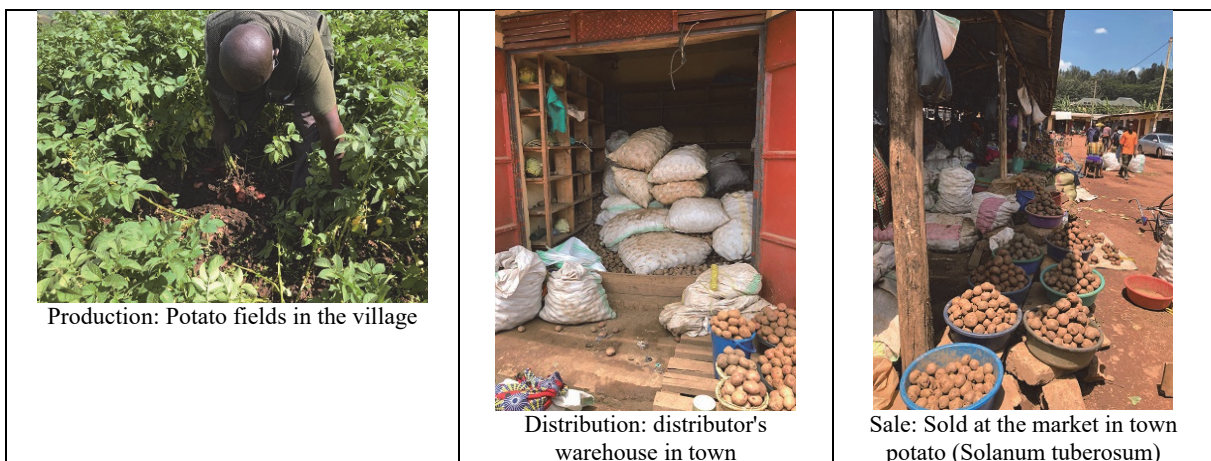 Production: Potato fields in the village
Distribution: distributor's
warehouse in town
Sale: Sold at the market in town
potato (Solanum tuberosum)